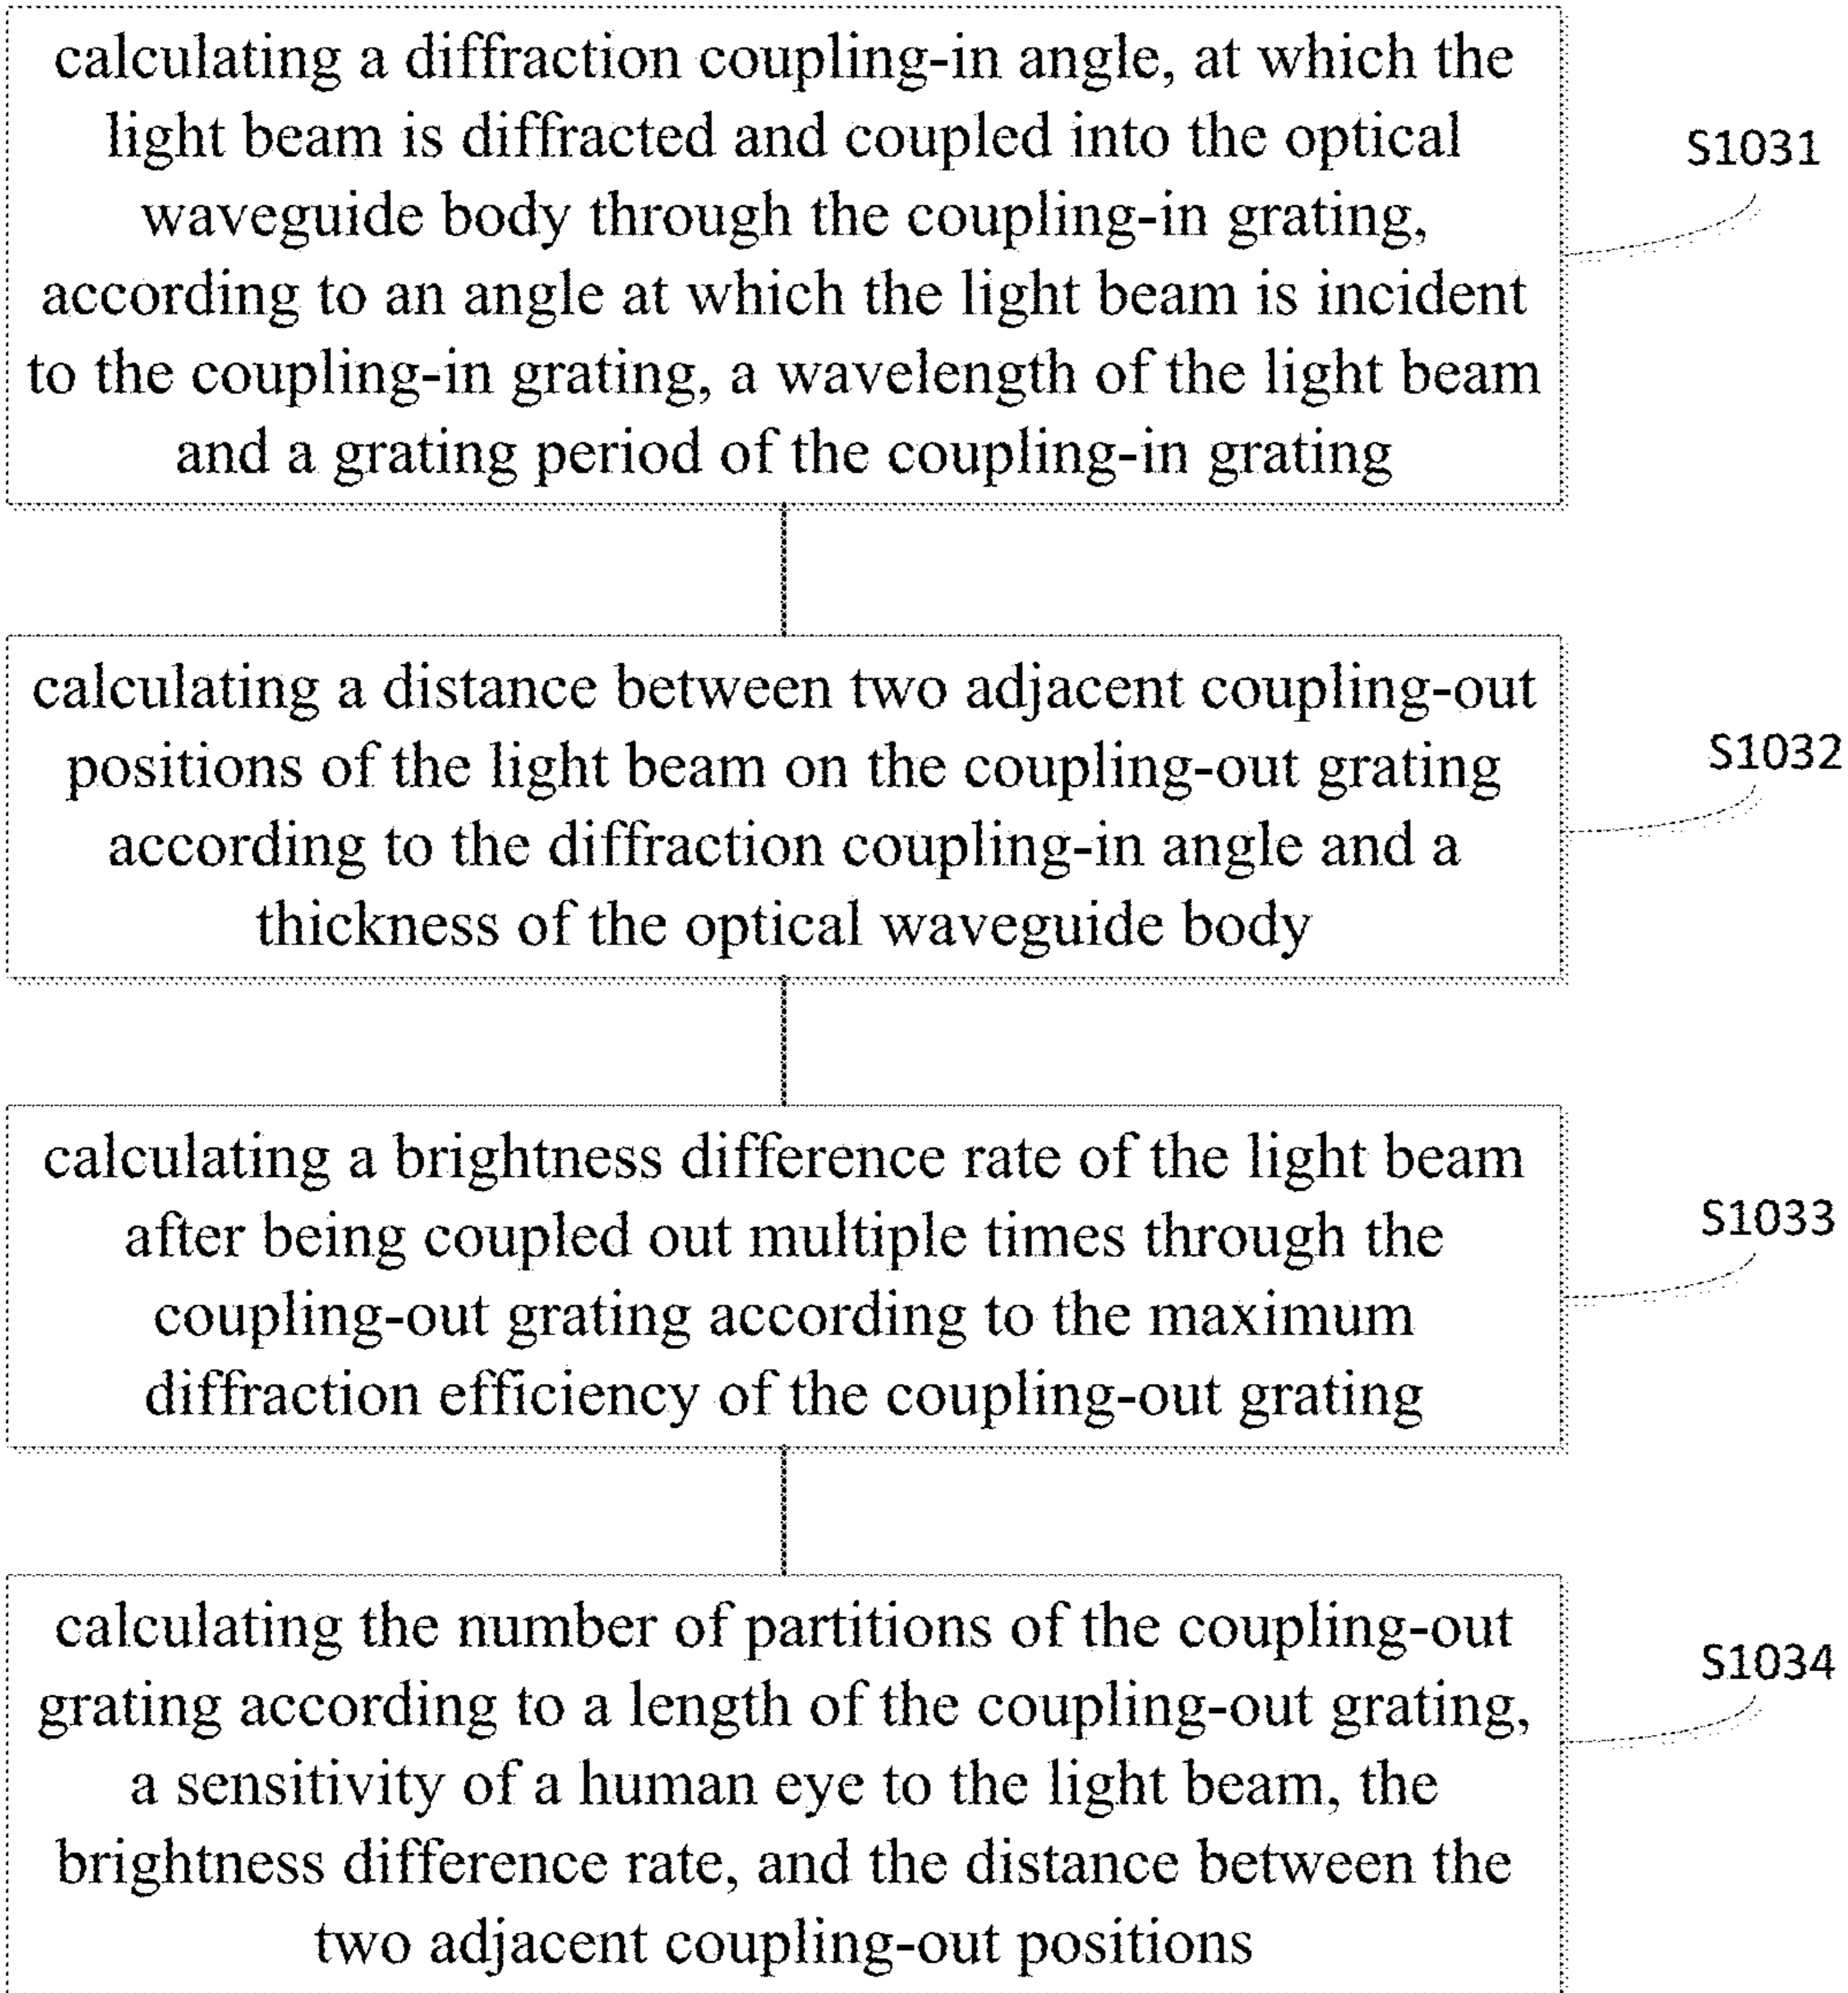 calculating a diffraction coupling-in angle, at which the
light beam is diffracted and coupled into the optical
waveguide body through the coupling-in grating,
according to an angle at which the light beam is incident
to the coupling-in grating, a wavelength of the light beam
and a grating period of the coupling-in grating
S1031
calculating a distance between two adjacent coupling-out
positions of the light beam on the coupling-out grating
according to the diffraction coupling-in angle and a
thickness of the optical waveguide body
S1032
calculating a brightness difference rate of the light beam
after being coupled out multiple times through the
coupling-out grating according to the maximum
diffraction efficiency of the coupling-out grating
S1033
calculating the number of partitions of the coupling-out
grating according to a length of the coupling-out grating,
a sensitivity of a human eye to the light beam, the
brightness difference rate, and the distance between the
two adjacent coupling-out positions
S1034